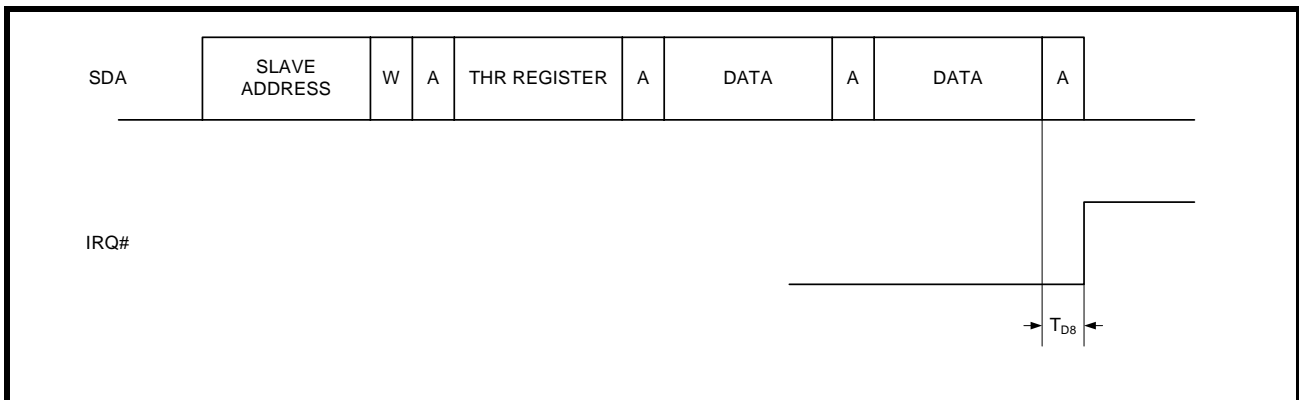 SDA
SLAVE
ADDRESS
W
A
THR REGISTER
A
DATA
A
DATA
A
IRQ#
TD8